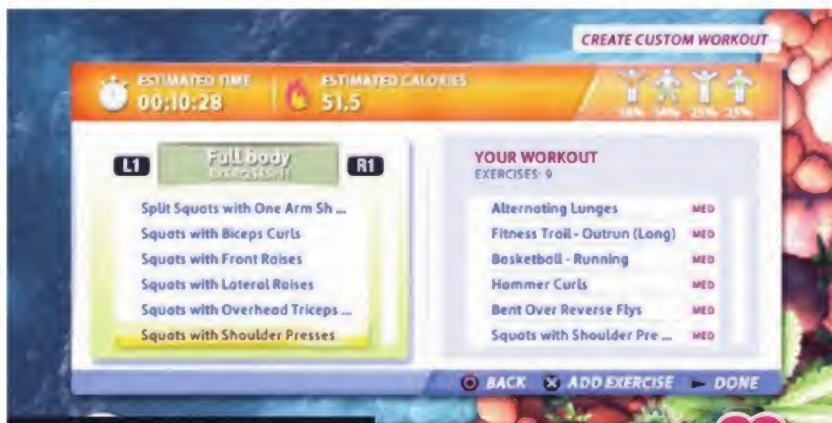 CREATE CUSTOM WORKOUT
ESTIMATED TIME
00:10:28
ESTIMATED CALORIES
51.5
25% 25%
L1
Full body
R1
Split Squats with One Arm Sh ...
Squats with Biceps Curls
Squats with Front Raises
Squats with Lateral Raises
Squats with Overhead Triceps ...
Squats with Shoulder Presses
YOUR WORKOUT
EXERCISES: 9
Alternating Lunges MED
Fitness Trail - Outrun (Long) MED
Basketball - Running MED
Hammer Curls MED
Bent Over Reverse Flys MED
Squats with Shoulder Pre ... MED
BACK ADD EXERCISE DONE